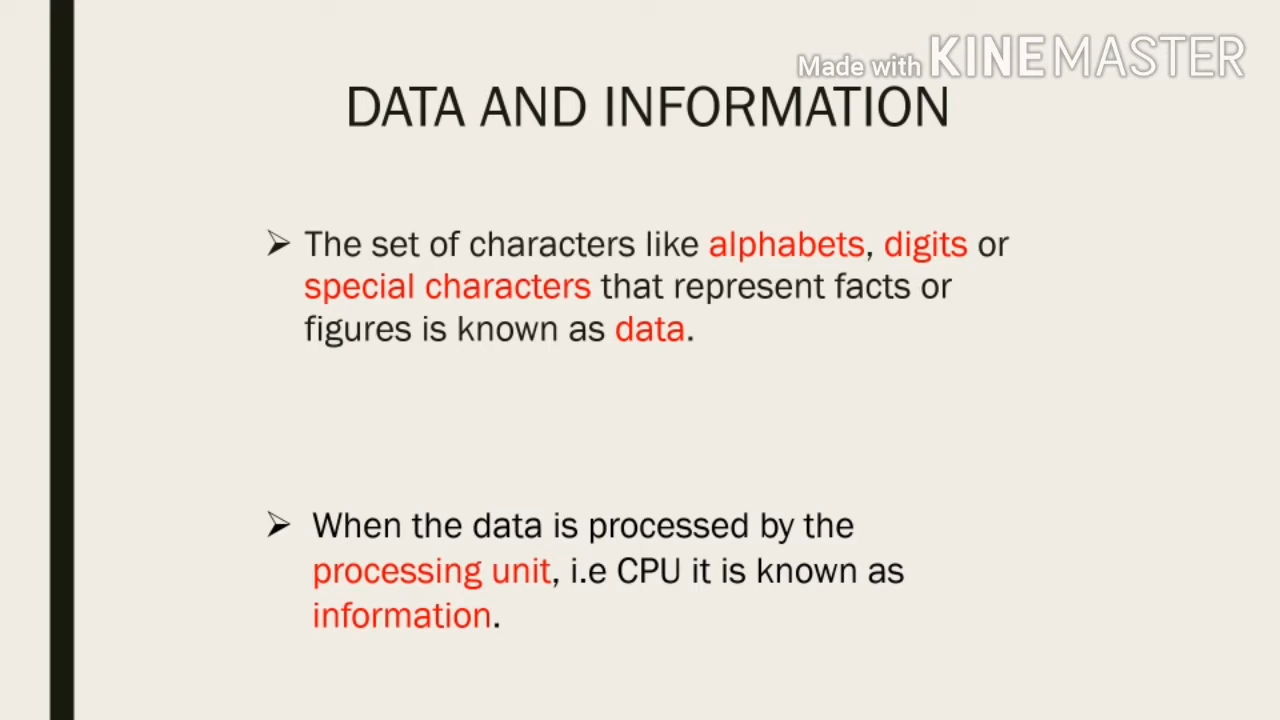 Made with KINEMASTER
DATA AND INFORMATION
➢ The set of characters like alphabets, digits or
special characters that represent facts or
figures is known as data.
➢ When the data is processed by the
processing unit, i.e CPU it is known as
information.